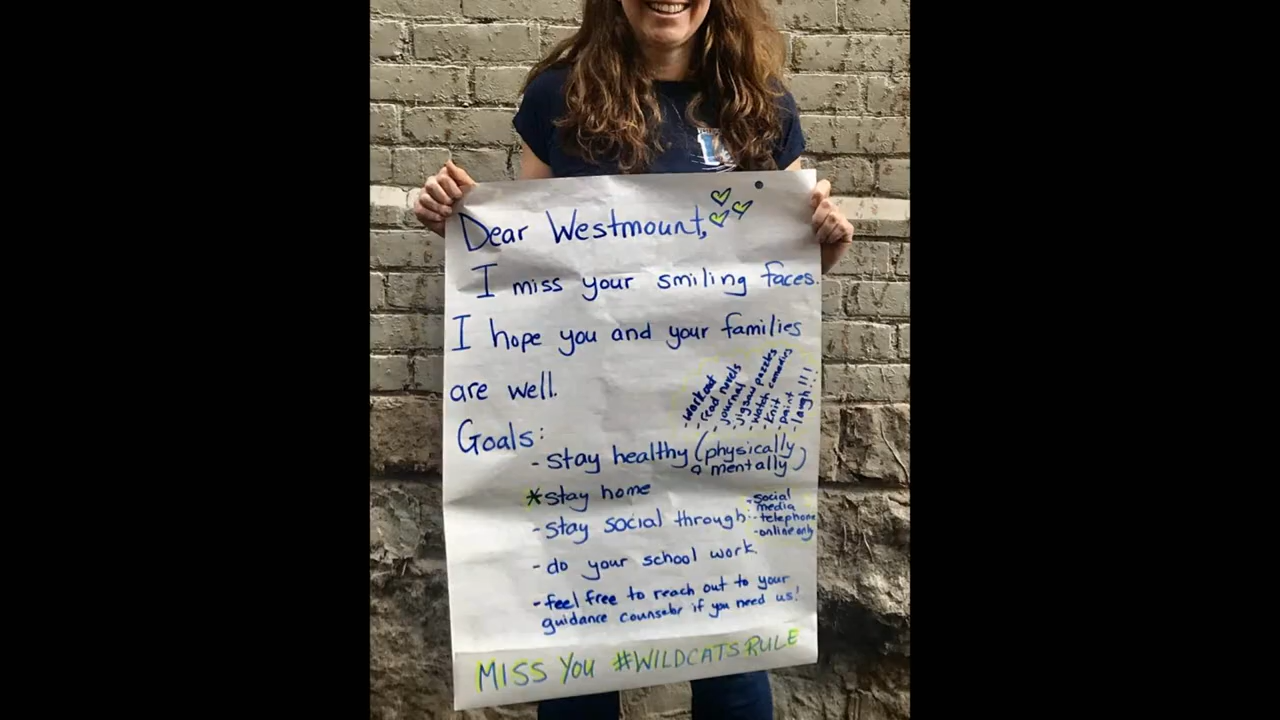 Dear Westmount,
I miss your smiling faces.
I hope you and your families
are well.
- workout
- read novels
- journal
- jigsaw puzzles
- watch comedies
- knit
- paint
- laugh!!!
Goals:
- stay healthy (physically
& mentally)
*stay home
- stay social through:
- social
media
- telephone
- online only
- do your school work.
- feel free to reach out to your
guidance counselor if you need us!
MISS YOU #WILDCATSRULE